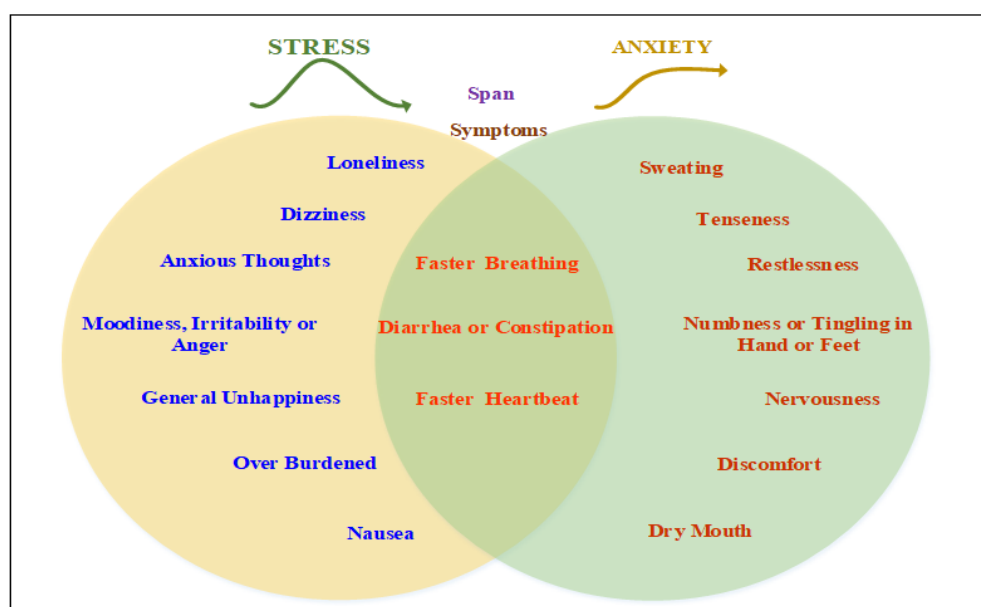 STRESS
ANXIETY
Span
Symptoms
Loneliness
Dizziness
Anxious Thoughts
Moodiness, Irritability or
Anger
General Unhappiness
Over Burdened
Nausea
Faster Breathing
Diarrhea or Constipation
Faster Heartbeat
Sweating
Tenseness
Restlessness
Numbness or Tingling in
Hand or Feet
Nervousness
Discomfort
Dry Mouth